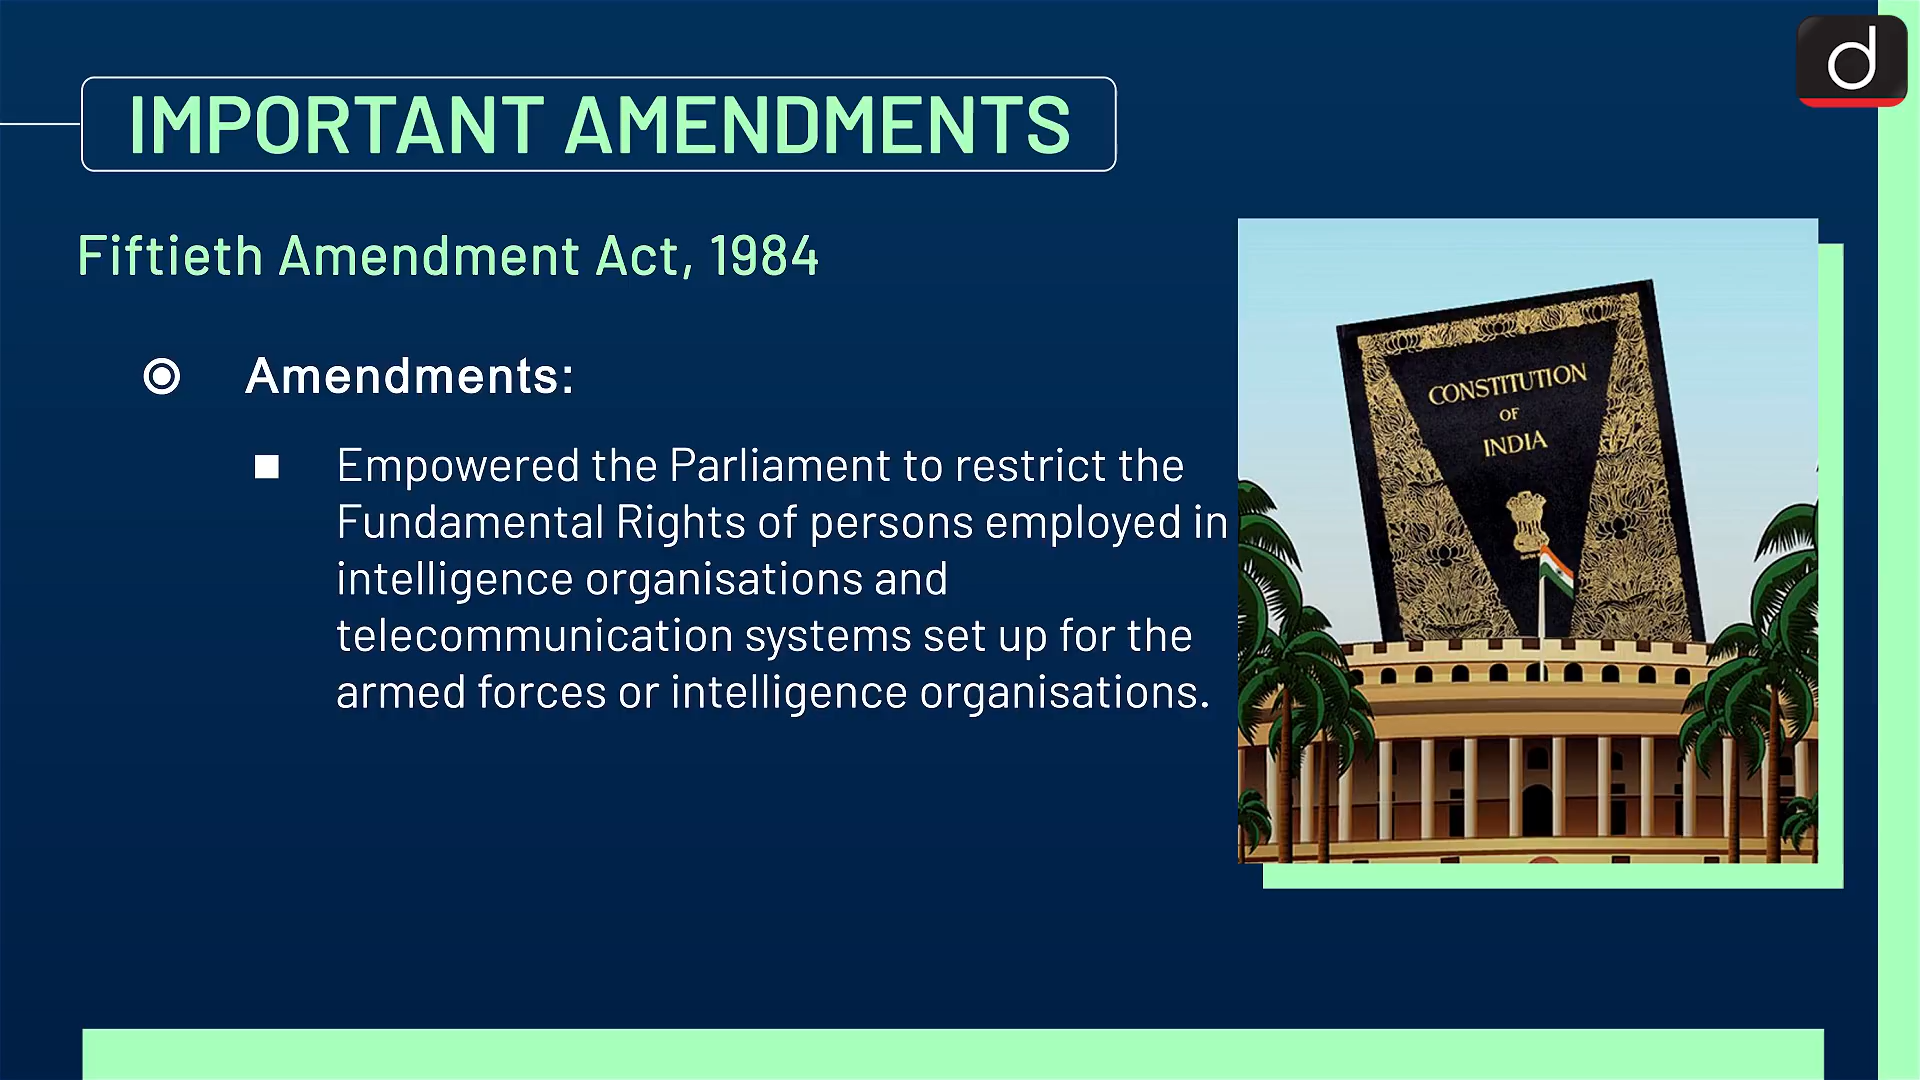 IMPORTANT AMENDMENTS
Fiftieth Amendment Act, 1984
Amendments:
Empowered the Parliament to restrict the
Fundamental Rights of persons employed in
intelligence organisations and
telecommunication systems set up for the
armed forces or intelligence organisations.
CONSTITUTION
OF
INDIA
d